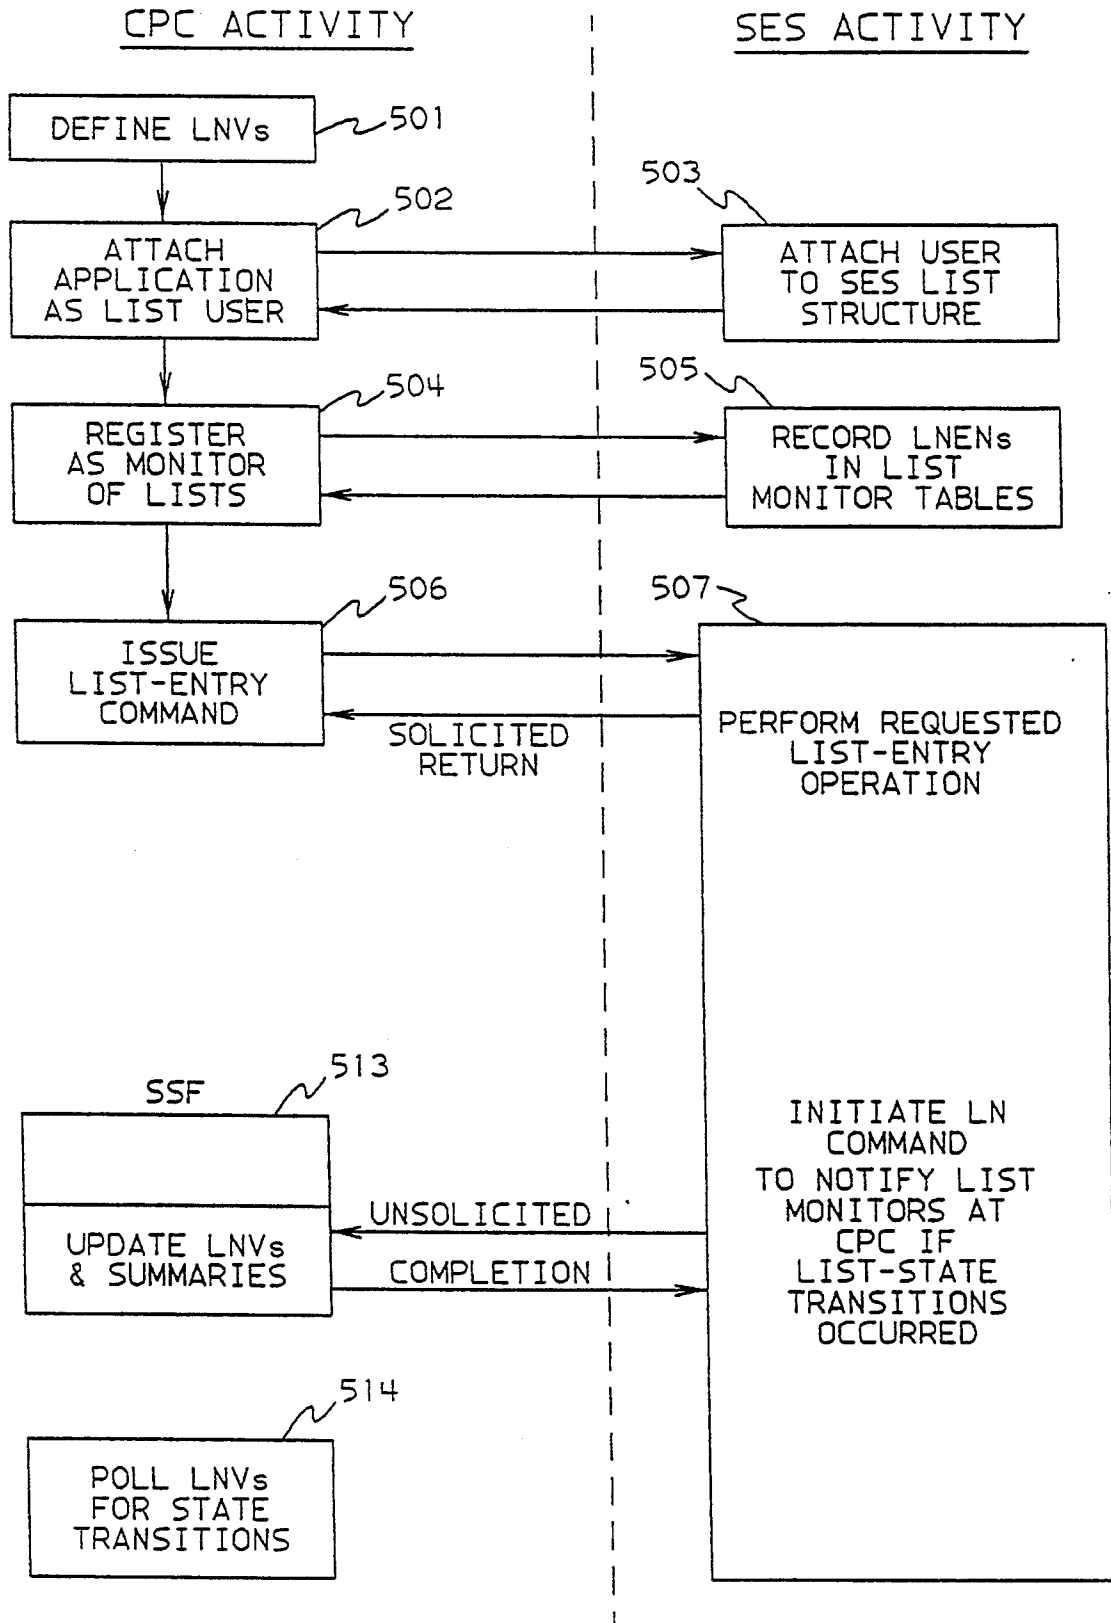 CPC ACTIVITY
SES ACTIVITY
DEFINE LNVs
501
502
503
ATTACH
APPLICATION
AS LIST USER
ATTACH USER
TO SES LIST
STRUCTURE
504
505
REGISTER
AS MONITOR
OF LISTS
RECORD LNENs
IN LIST
MONITOR TABLES
506
507
ISSUE
LIST-ENTRY
COMMAND
SOLICITED
RETURN
PERFORM REQUESTED
LIST-ENTRY
OPERATION
SSF
513
UPDATE LNVs
& SUMMARIES
UNSOLICITED
COMPLETION
INITIATE LN
COMMAND
TO NOTIFY LIST
MONITORS AT
CPC IF
LIST-STATE
TRANSITIONS
OCCURRED
514
POLL LNVs
FOR STATE
TRANSITIONS